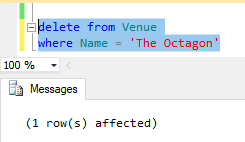 delete from Venue
where Name = 'The Octagon'
100 %
Messages
(1 row(s) affected)